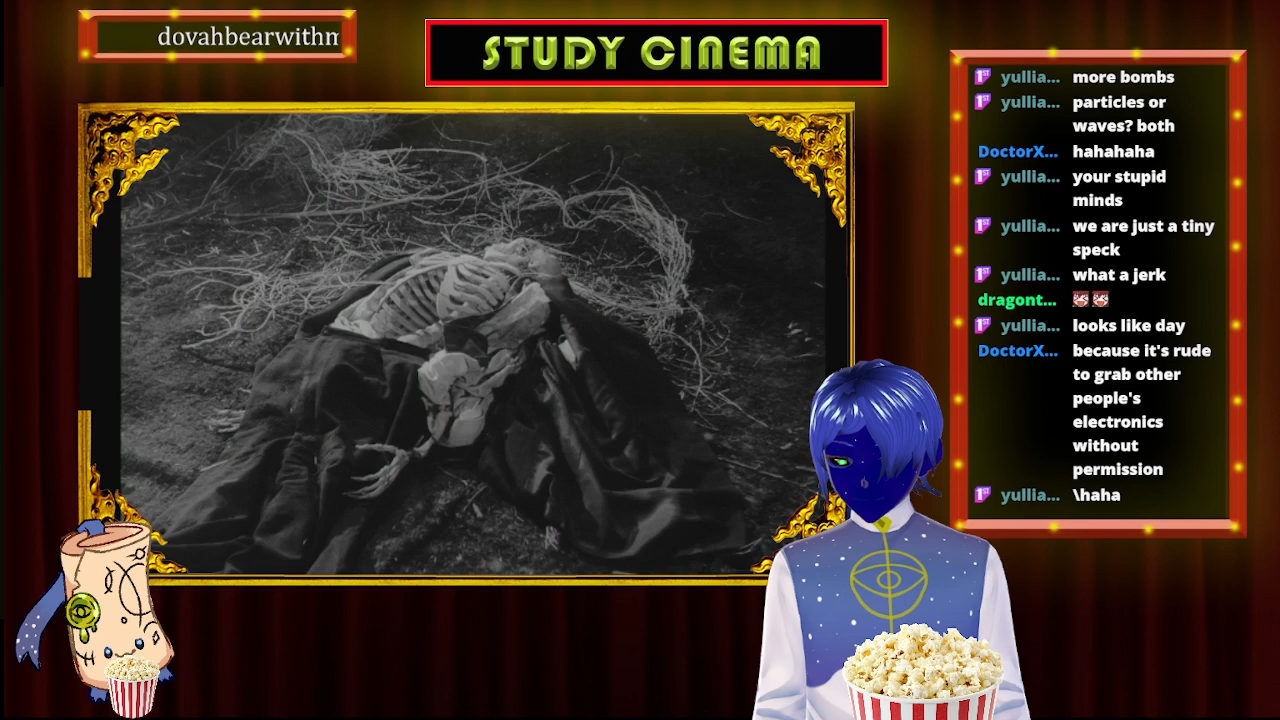 dovahbearwithm
STUDY CINEMA
yullia... more bombs
yullia... particles or
waves? both
DoctorX... hahahaha
yullia... your stupid
minds
yullia... we are just a tiny
speck
yullia... what a jerk
dragont...
yullia... looks like day
DoctorX... because it's rude
to grab other
people's
electronics
without
permission
yullia... \haha